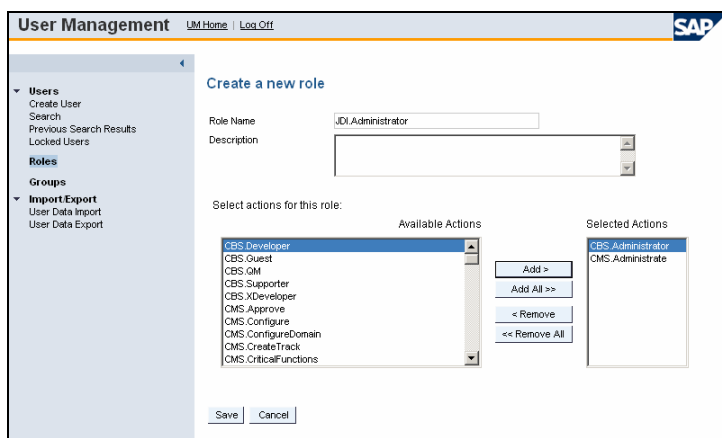 User Management UM Home | Log Off SAP
Users
Create User
Search
Previous Search Results
Locked Users
Roles
Groups
Import/Export
User Data Import
User Data Export
Create a new role
Role Name JDI.Administrator
Description
Select actions for this role:
Available Actions
CBS.Developer
CBS.Guest
CBS.QM
CBS.Supporter
CBS.XDeveloper
CMS.Approve
CMS.Configure
CMS.ConfigureDomain
CMS.CreateTrack
CMS.CriticalFunctions
Add >
Add All >>
< Remove
<< Remove All
Selected Actions
CBS.Administrator
CMS.Administrate
Save Cancel